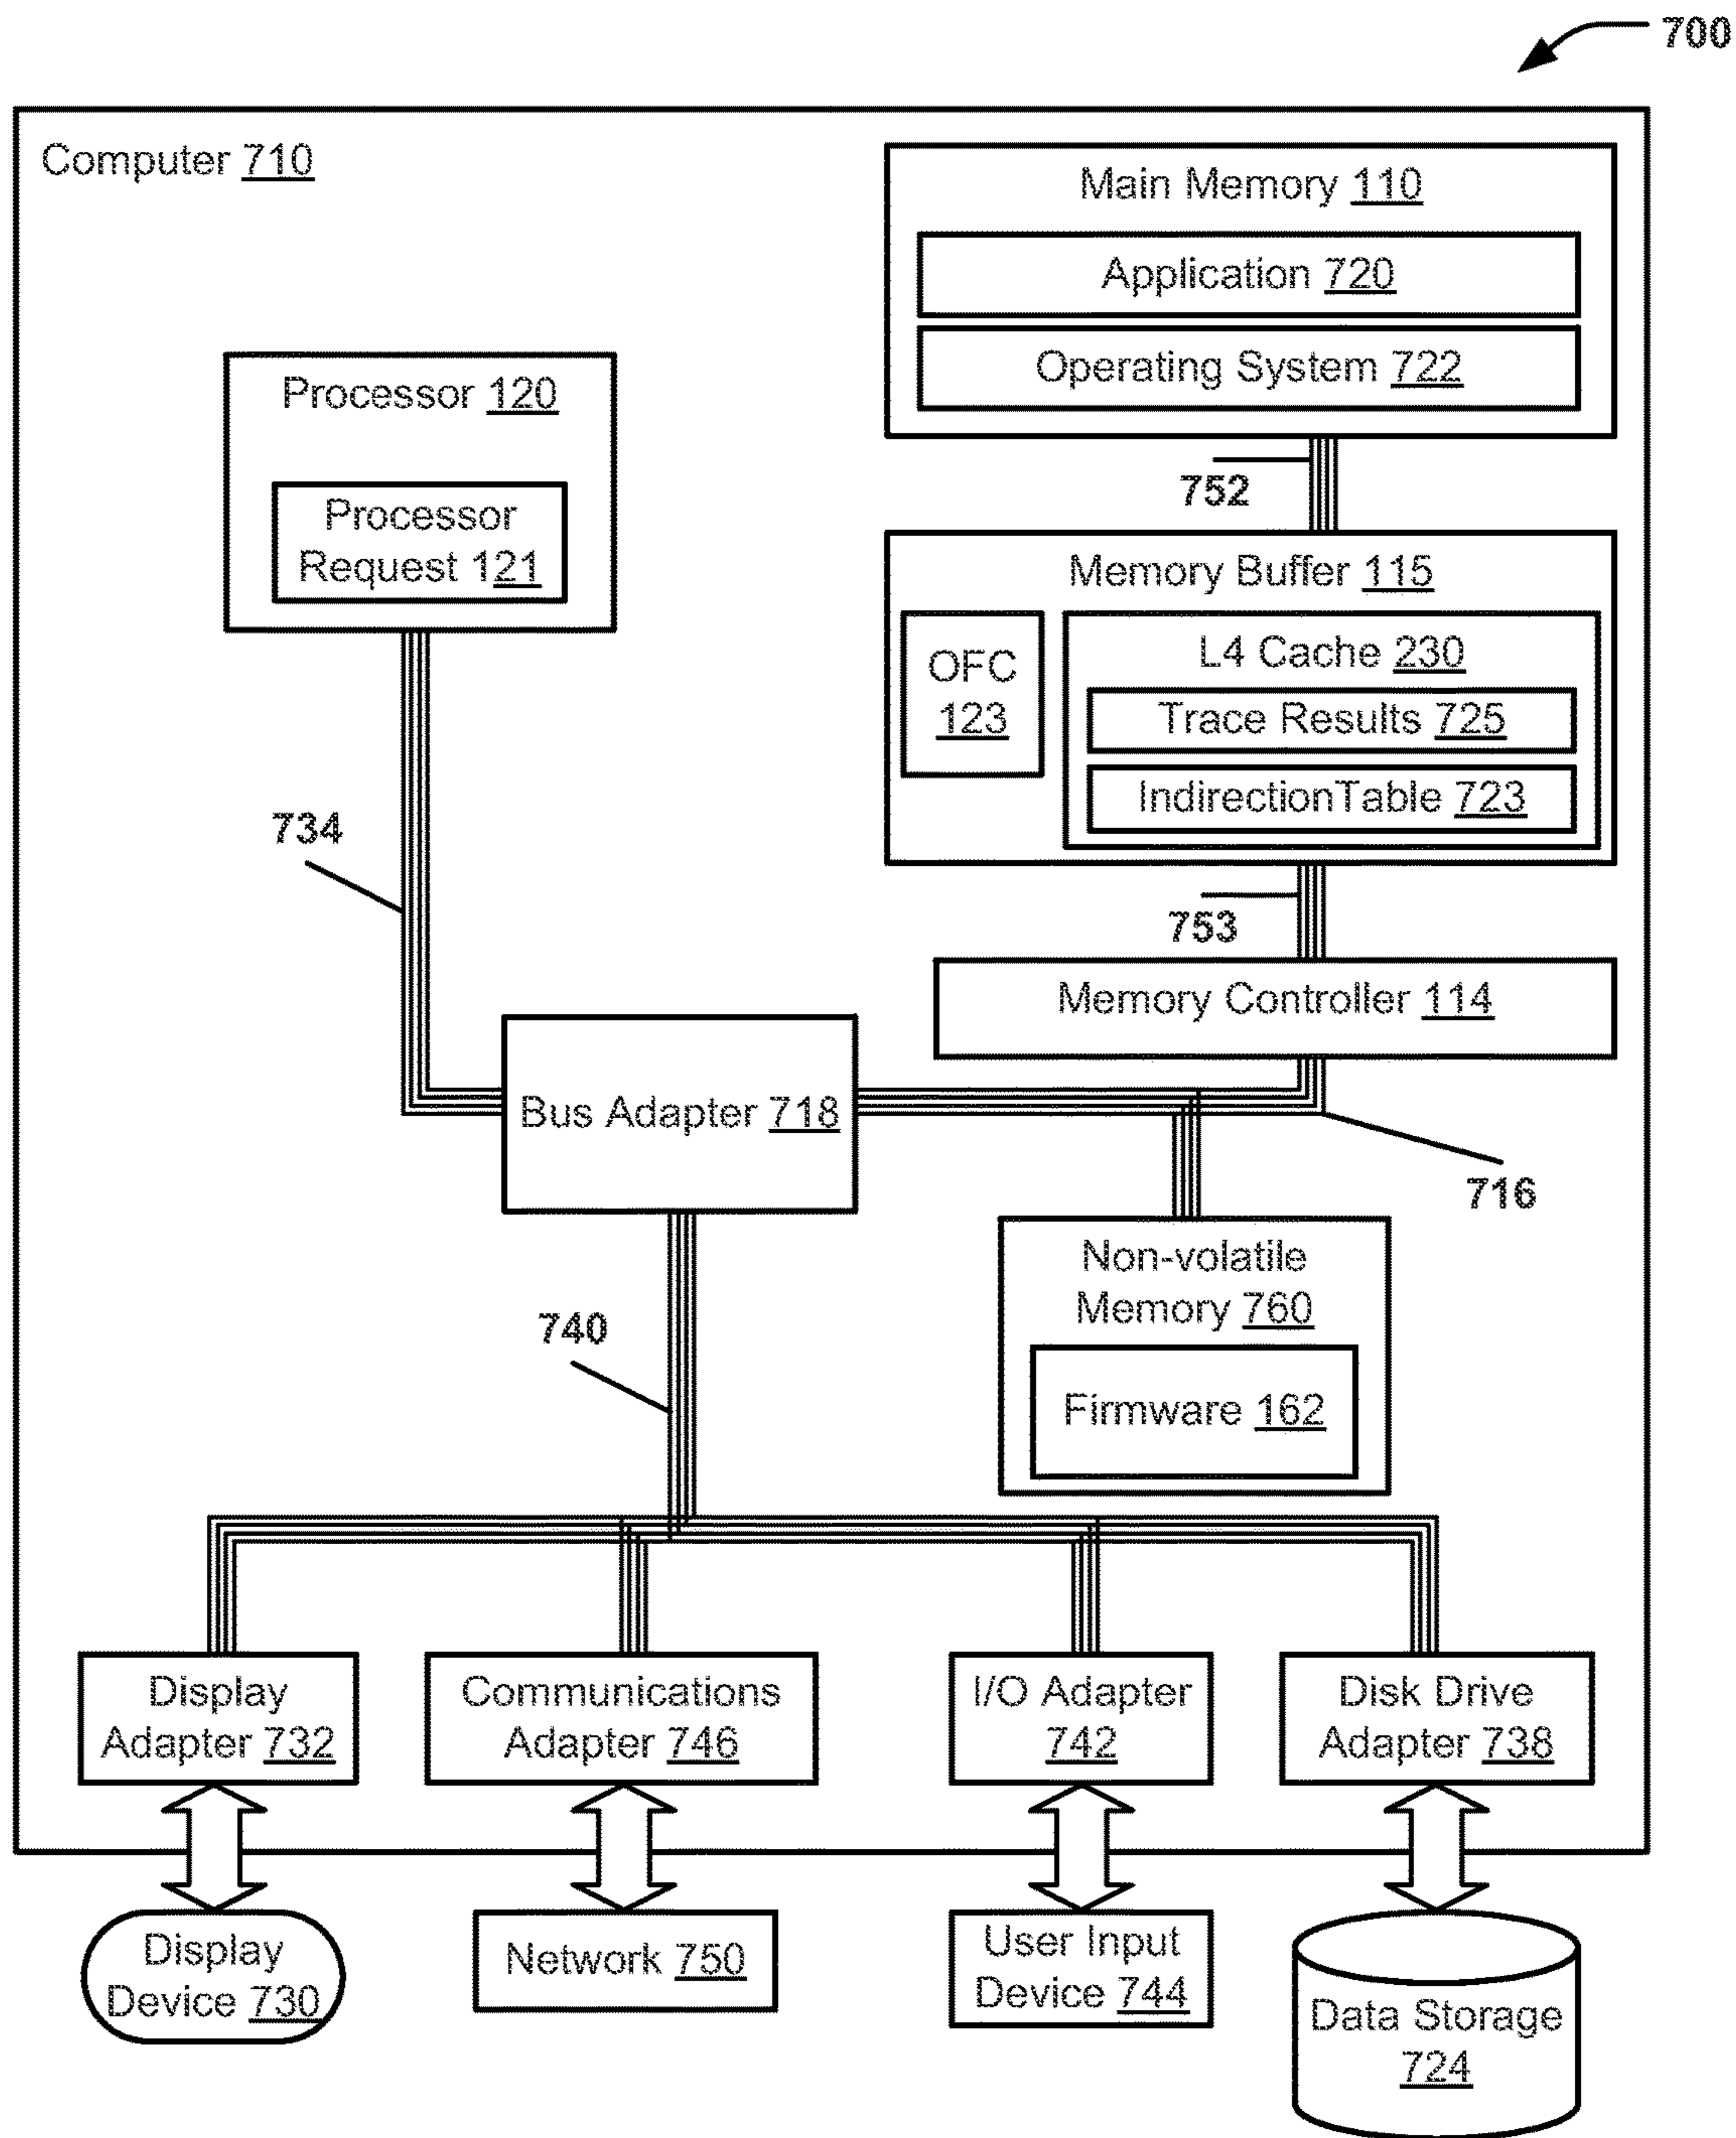 700
Computer 710
Main Memory 110
Application 720
Operating System 722
Processor 120
Processor
Request 121
752
Memory Buffer 115
OFC
123
L4 Cache 230
Trace Results 725
IndirectionTable 723
734
753
Memory Controller 114
Bus Adapter 718
716
Non-volatile
Memory 760
Firmware 162
740
Display
Adapter 732
Communications
Adapter 746
I/O Adapter
742
Disk Drive
Adapter 738
Display
Device 730
Network 750
User Input
Device 744
Data Storage
724